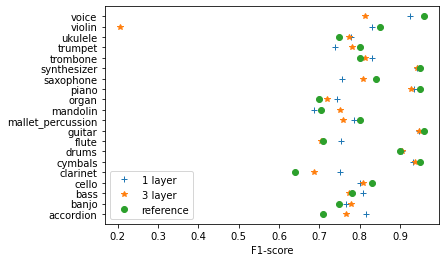 voice
violin
ukulele
trumpet
trombone
synthesizer
saxophone
piano
organ
mandolin
mallet_percussion
guitar
flute
drums
cymbals
clarinet
cello
bass
banjo
accordion
1 layer
3 layer
reference
0.2 0.3 0.4 0.5 0.6 0.7 0.8 0.9
F1-score